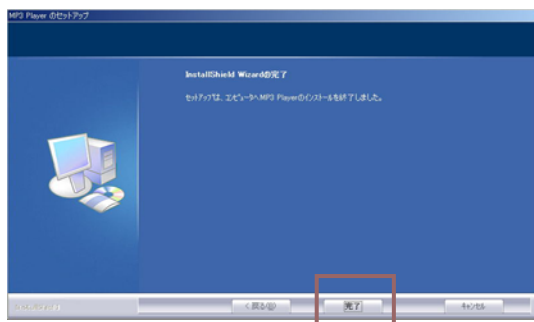 MP3 Player のセットアップ
InstallShield Wizardの完了
セットアップは、コンピュータへMP3 Playerのインストールを終了しました。
InstallShield
< 戻る(B)
完了
キャンセル